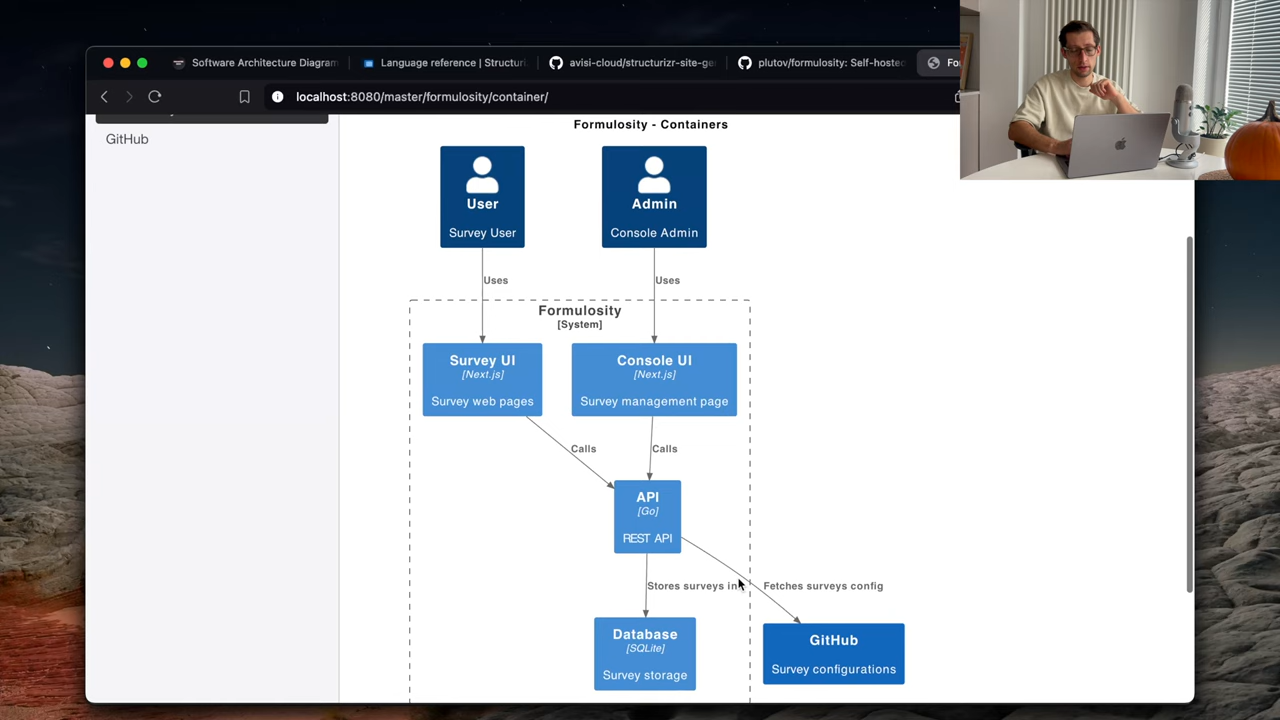 Software Architecture Diagram
Language reference | Structuri
avisi-cloud/structurizr-site-ge
plutov/formulosity: Self-hosted
Fo
localhost:8080/master/formulosity/container/
GitHub
Formulosity - Containers
User
Survey User
Admin
Console Admin
Uses
Uses
Formulosity
[System]
Survey UI
[Next.js]
Survey web pages
Console UI
[Next.js]
Survey management page
Calls
Calls
API
[Go]
REST API
Stores surveys in
Fetches surveys config
Database
[SQLite]
Survey storage
GitHub
Survey configurations